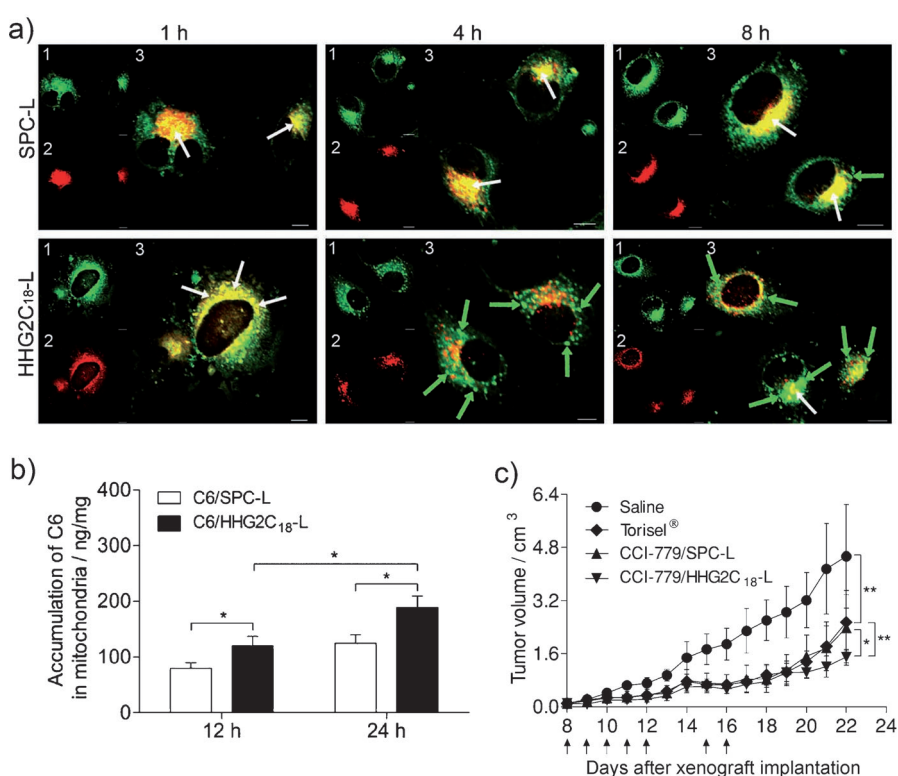 a)
1 h
4 h
8 h
SPC-L
1
3
2
1
3
2
1
3
2
HHG2C18-L
1
3
2
1
3
2
1
3
2
b)
Accumulation of C6
in mitochondria / ng/mg
400
300
200
100
0
C6/SPC-L
C6/HHG2C18-L
*
*
*
12 h
24 h
c)
Tumor volume / cm 3
6.4
4.8
3.2
1.6
0.0
Saline
Torisel®
CCI-779/SPC-L
CCI-779/HHG2C18-L
**
*
**
8 10 12 14 16 18 20 22 24
Days after xenograft implantation